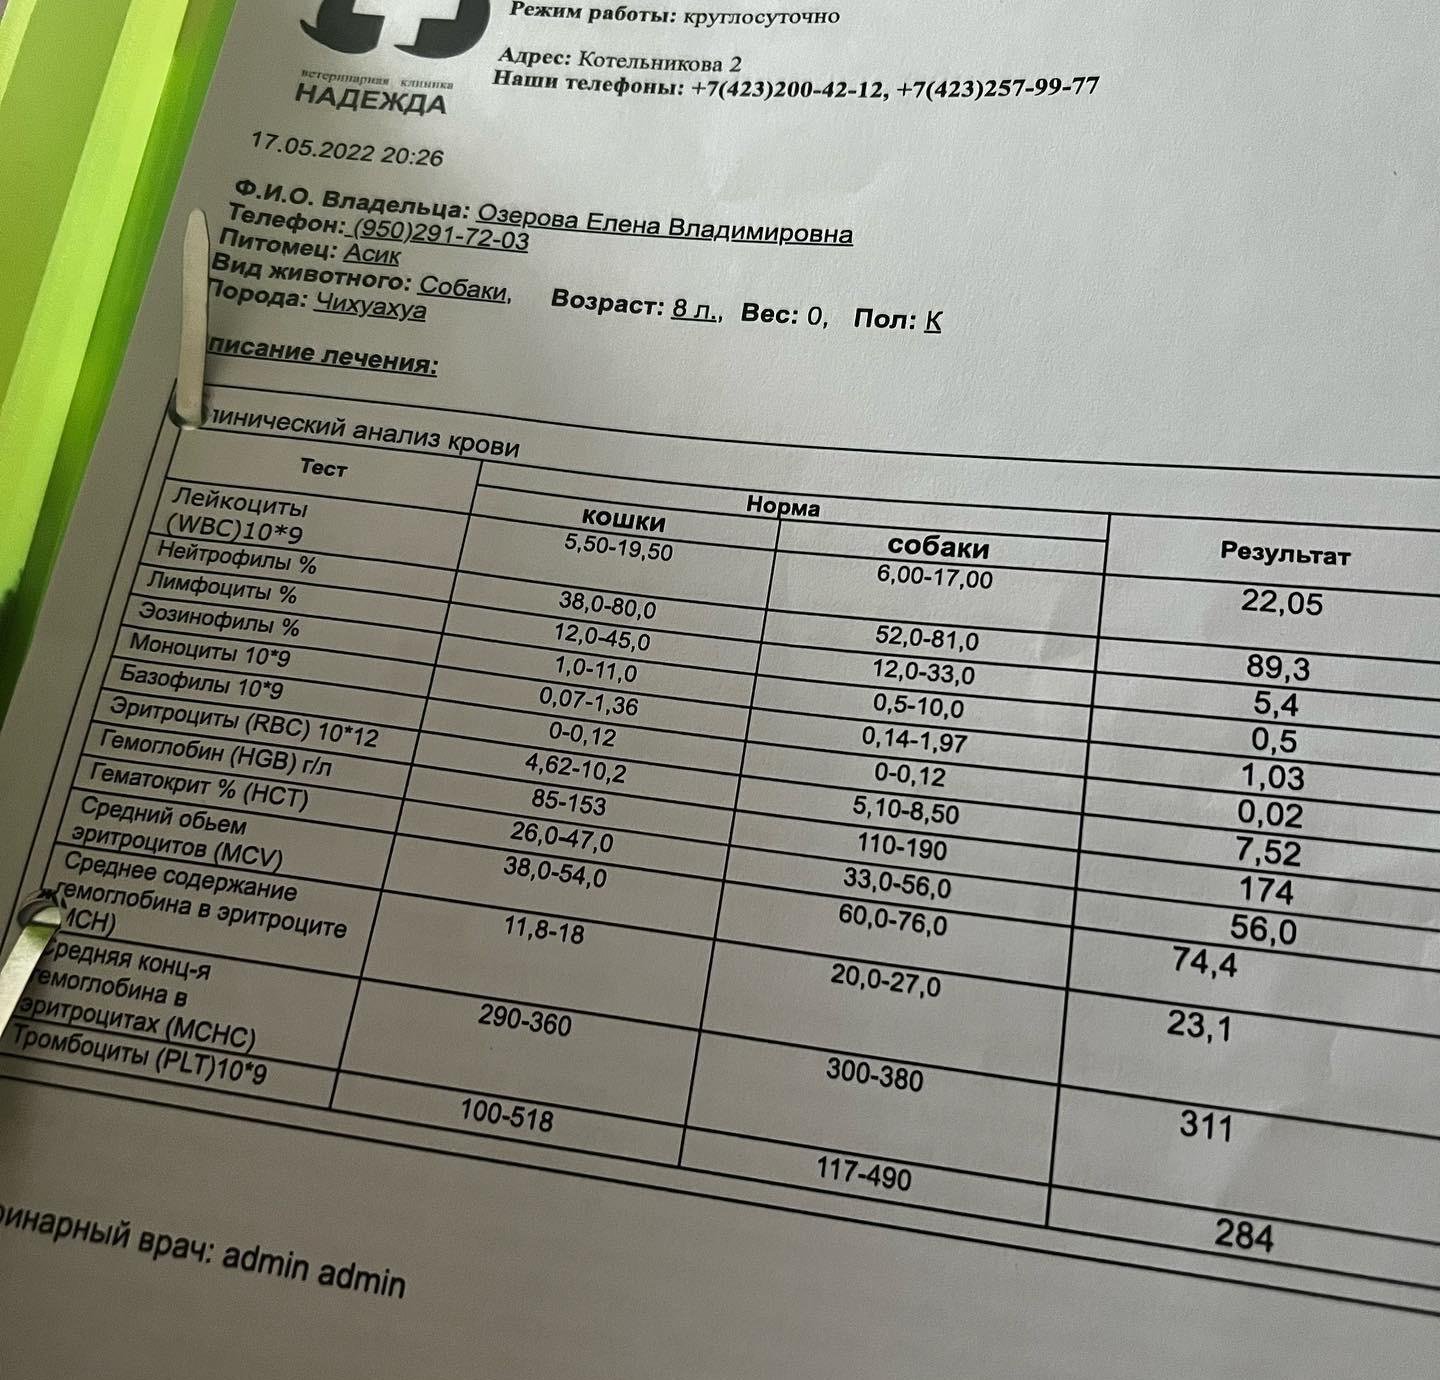 Режим работы: круглосуточно
Адрес: Котельникова 2
Наши телефоны: +7(423)200-42-12, +7(423)257-99-77
ветеринарная клиника
НАДЕЖДА
17.05.2022 20:26
Ф.И.О. Владельца: Озерова Елена Владимировна
Телефон: (950)291-72-03
Питомец: Асик
Вид животного: Собаки, Возраст: 8 л., Вес: 0, Пол: К
Порода: Чихуахуа
писание лечения:
линический анализ крови
Тест Норма Результат
кошки собаки
Лейкоциты (WBC)10*9 5,50-19,50 6,00-17,00 22,05
Нейтрофилы % 38,0-80,0 52,0-81,0 89,3
Лимфоциты % 12,0-45,0 12,0-33,0 5,4
Эозинофилы % 1,0-11,0 0,5-10,0 0,5
Моноциты 10*9 0,07-1,36 0,14-1,97 1,03
Базофилы 10*9 0-0,12 0-0,12 0,02
Эритроциты (RBC) 10*12 4,62-10,2 5,10-8,50 7,52
Гемоглобин (HGB) г/л 85-153 110-190 174
Гематокрит % (HCT) 26,0-47,0 33,0-56,0 56,0
Средний обьем эритроцитов (MCV) 38,0-54,0 60,0-76,0 74,4
Среднее содержание гемоглобина в эритроците MCH) 11,8-18 20,0-27,0 23,1
Средняя конц-я гемоглобина в эритроцитах (MCHC) 290-360 300-380 311
Тромбоциты (PLT)10*9 100-518 117-490 284
ринарный врач: admin admin